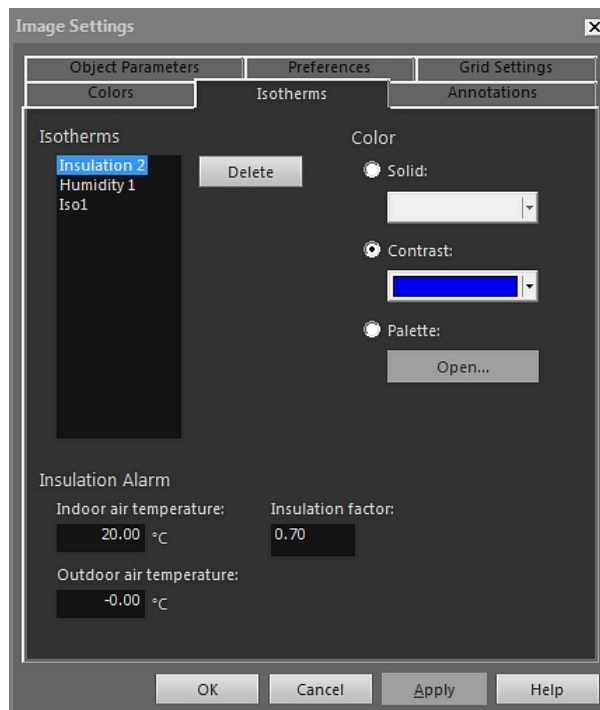 Image Settings
Object Parameters Preferences Grid Settings
Colors Isotherms Annotations
Isotherms Color
Insulation 2
Humidity 1
Iso1
Delete
Solid:
Contrast:
Palette:
Open...
Insulation Alarm
Indoor air temperature: Insulation factor:
20.00 °C 0.70
Outdoor air temperature:
-0.00 °C
OK Cancel Apply Help